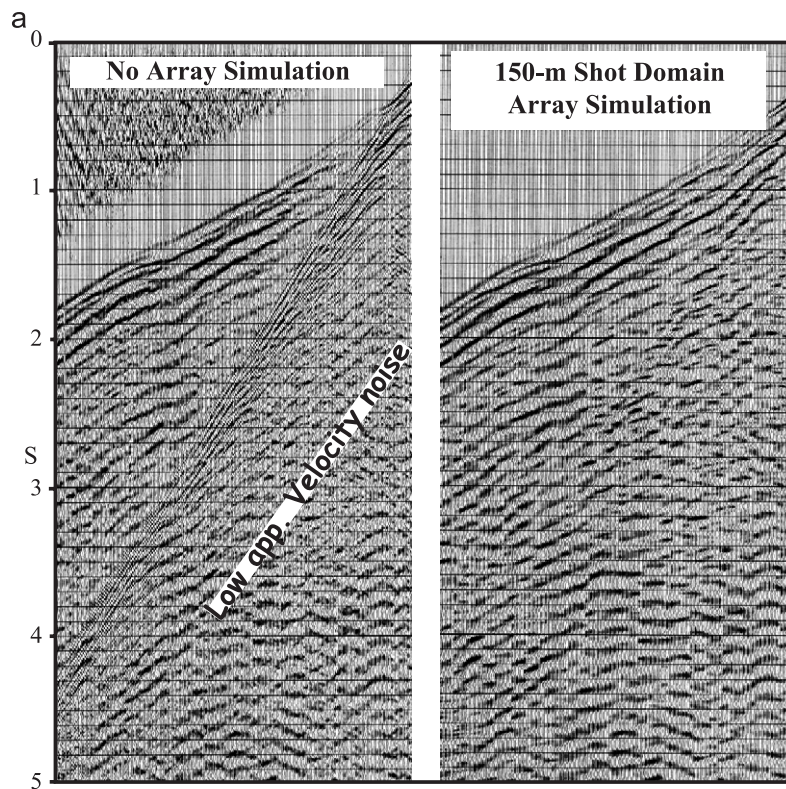 a
0
No Array Simulation
150-m Shot Domain
Array Simulation
1
2
Low app. Velocity noise
S
3
4
5